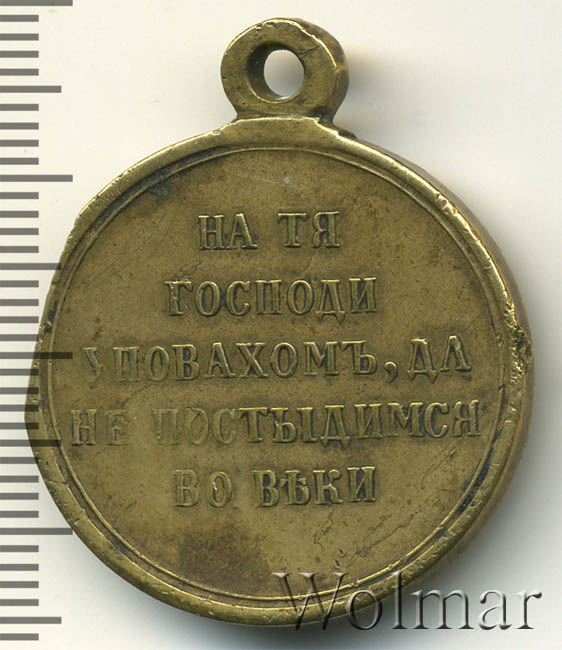 НА ТЯ
ГОСПОДИ
УПОВАХОМЪ, ДА
НЕ ПОСТЫДИМСЯ
ВО ВѢКИ
Wolmar